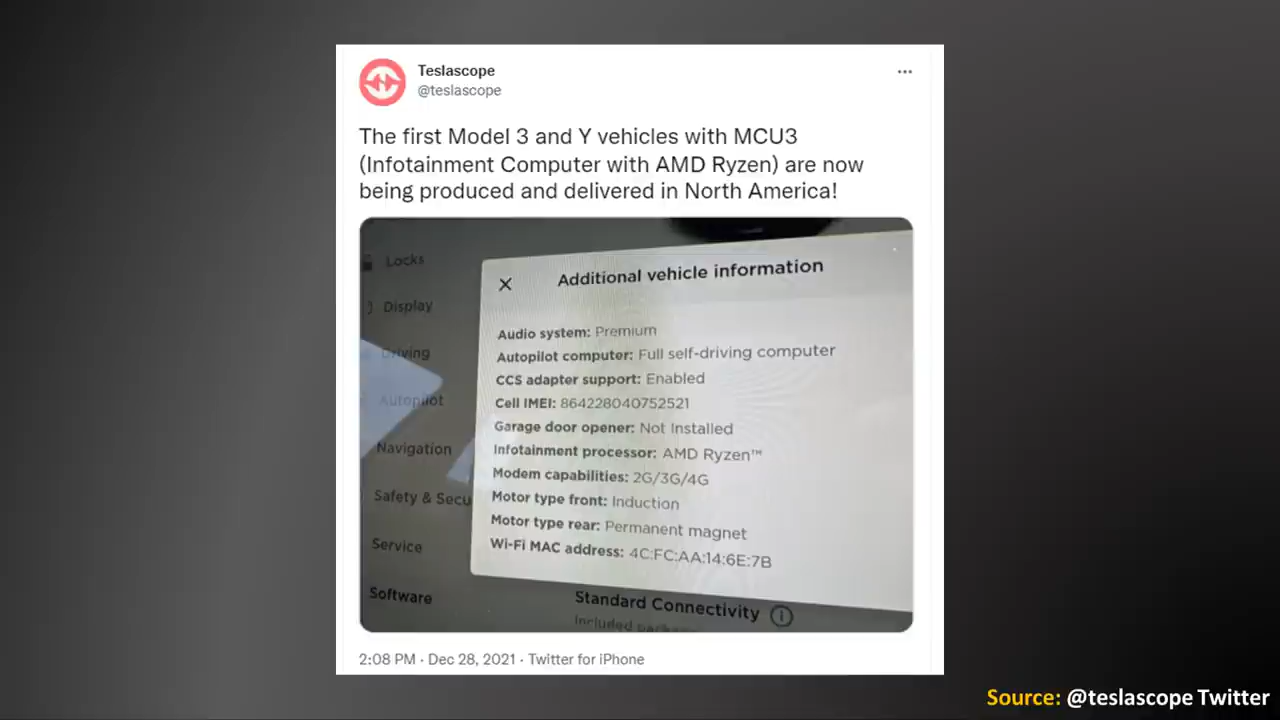 Teslascope
@teslascope
The first Model 3 and Y vehicles with MCU3
(Infotainment Computer with AMD Ryzen) are now
being produced and delivered in North America!
Locks
Display
Driving
Autopilot
Navigation
Safety & Secu
Service
Software
Additional vehicle information
Audio system: Premium
Autopilot computer: Full self-driving computer
CCS adapter support: Enabled
Cell IMEI: 864228040752521
Garage door opener: Not Installed
Infotainment processor: AMD Ryzen™
Modem capabilities: 2G/3G/4G
Motor type front: Induction
Motor type rear: Permanent magnet
Wi-Fi MAC address: 4C:FC:AA:14:6E:7B
Standard Connectivity
Included
2:08 PM · Dec 28, 2021 · Twitter for iPhone
Source: @teslascope Twitter